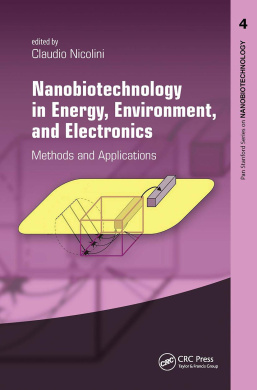 edited by
Claudio Nicolini
Nanobiotechnology
in Energy, Environment,
and Electronics
Methods and Applications
4
Pan Stanford Series on NANOBIOTECHNOLOGY
CRC Press
Taylor & Francis Group